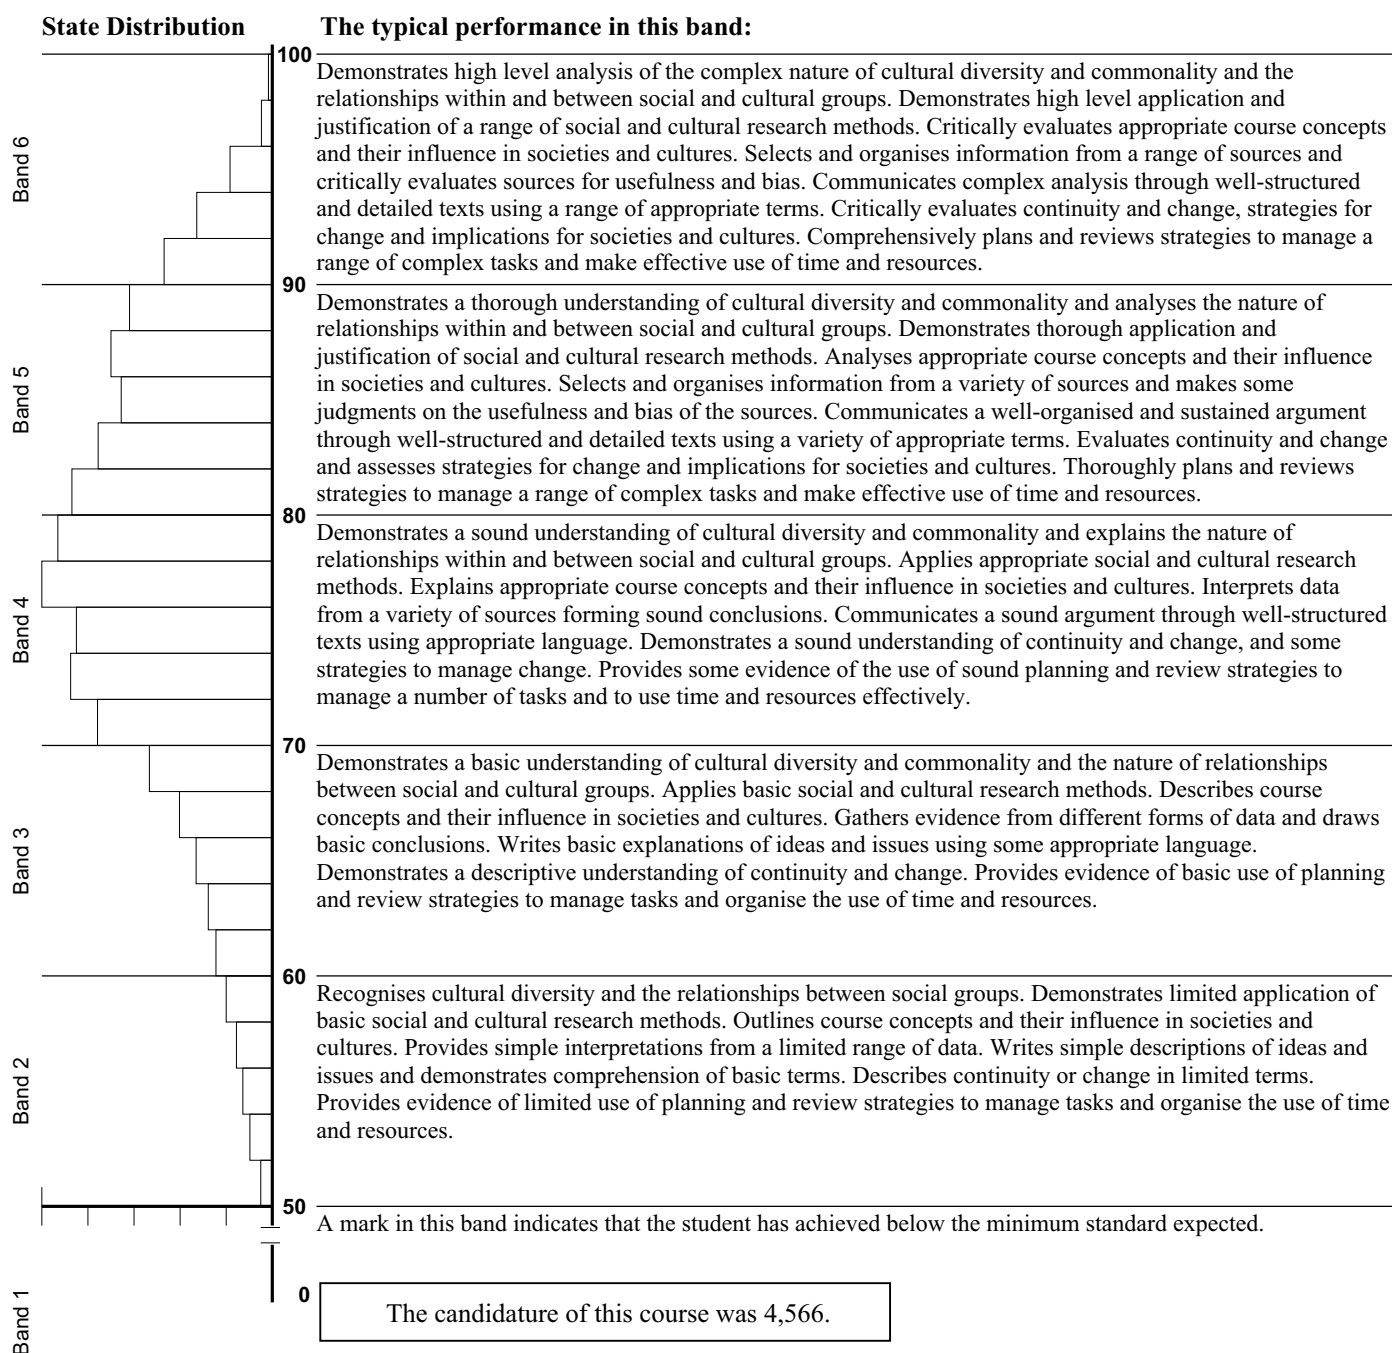 State Distribution
The typical performance in this band:
100
Band 6
Demonstrates high level analysis of the complex nature of cultural diversity and commonality and the
relationships within and between social and cultural groups. Demonstrates high level application and
justification of a range of social and cultural research methods. Critically evaluates appropriate course concepts
and their influence in societies and cultures. Selects and organises information from a range of sources and
critically evaluates sources for usefulness and bias. Communicates complex analysis through well-structured
and detailed texts using a range of appropriate terms. Critically evaluates continuity and change, strategies for
change and implications for societies and cultures. Comprehensively plans and reviews strategies to manage a
range of complex tasks and make effective use of time and resources.
90
Band 5
Demonstrates a thorough understanding of cultural diversity and commonality and analyses the nature of
relationships within and between social and cultural groups. Demonstrates thorough application and
justification of social and cultural research methods. Analyses appropriate course concepts and their influence
in societies and cultures. Selects and organises information from a variety of sources and makes some
judgments on the usefulness and bias of the sources. Communicates a well-organised and sustained argument
through well-structured and detailed texts using a variety of appropriate terms. Evaluates continuity and change
and assesses strategies for change and implications for societies and cultures. Thoroughly plans and reviews
strategies to manage a range of complex tasks and make effective use of time and resources.
80
Band 4
Demonstrates a sound understanding of cultural diversity and commonality and explains the nature of
relationships within and between social and cultural groups. Applies appropriate social and cultural research
methods. Explains appropriate course concepts and their influence in societies and cultures. Interprets data
from a variety of sources forming sound conclusions. Communicates a sound argument through well-structured
texts using appropriate language. Demonstrates a sound understanding of continuity and change, and some
strategies to manage change. Provides some evidence of the use of sound planning and review strategies to
manage a number of tasks and to use time and resources effectively.
70
Band 3
Demonstrates a basic understanding of cultural diversity and commonality and the nature of relationships
between social and cultural groups. Applies basic social and cultural research methods. Describes course
concepts and their influence in societies and cultures. Gathers evidence from different forms of data and draws
basic conclusions. Writes basic explanations of ideas and issues using some appropriate language.
Demonstrates a descriptive understanding of continuity and change. Provides evidence of basic use of planning
and review strategies to manage tasks and organise the use of time and resources.
60
Band 2
Recognises cultural diversity and the relationships between social groups. Demonstrates limited application of
basic social and cultural research methods. Outlines course concepts and their influence in societies and
cultures. Provides simple interpretations from a limited range of data. Writes simple descriptions of ideas and
issues and demonstrates comprehension of basic terms. Describes continuity or change in limited terms.
Provides evidence of limited use of planning and review strategies to manage tasks and organise the use of time
and resources.
50
A mark in this band indicates that the student has achieved below the minimum standard expected.
Band 1
0
The candidature of this course was 4,566.